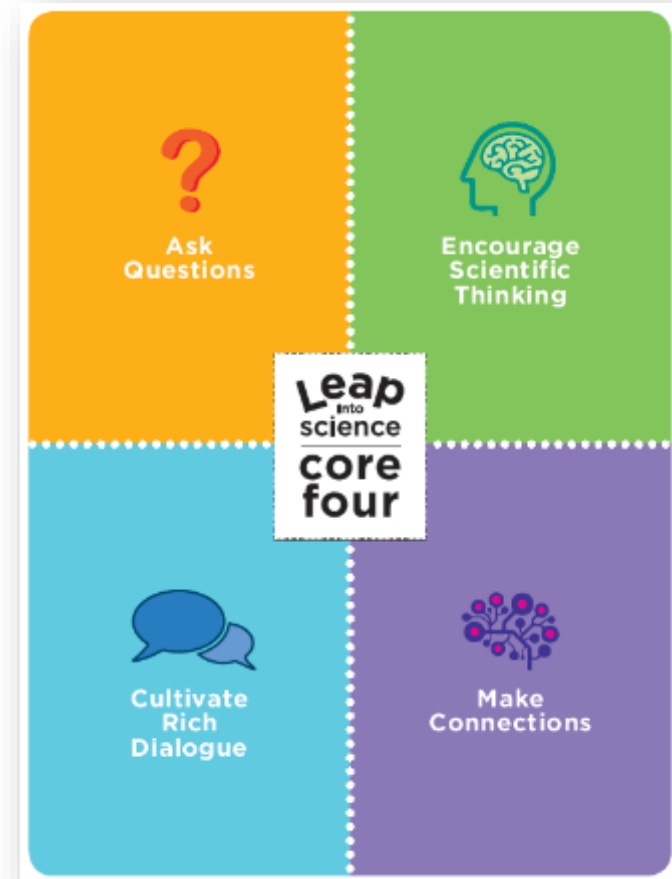 ?
Ask
Questions
Encourage
Scientific
Thinking
Leap
into
science
core
four
Cultivate
Rich
Dialogue
Make
Connections